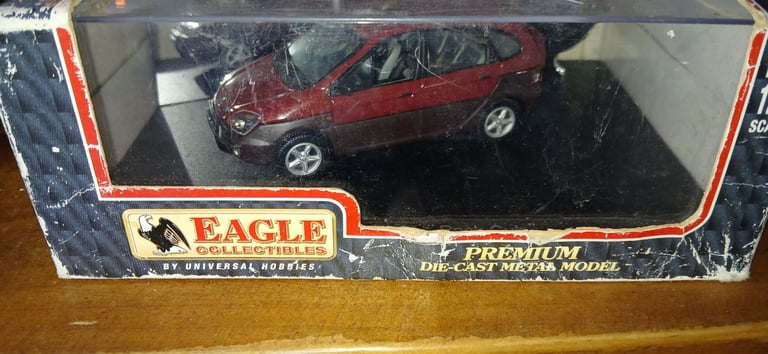 EAGLE
COLLECTIBLES
BY UNIVERSAL HOBBIES
PREMIUM
DIE-CAST METAL MODEL